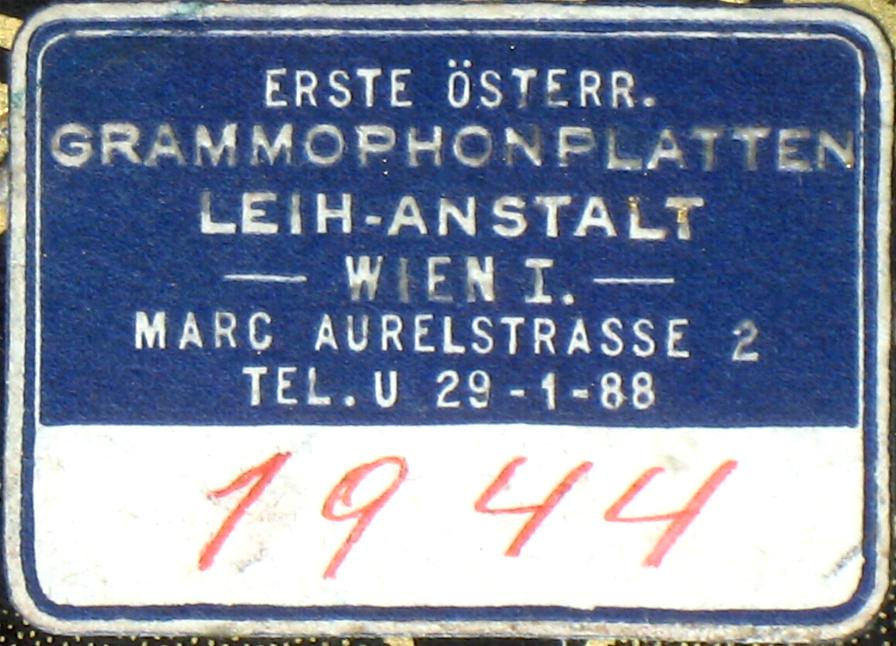 ERSTE ÖSTERR.
GRAMMOPHONPLATTEN
LEIH-ANSTALT
— WIEN I. —
MARC AURELSTRASSE 2
TEL. U 29-1-88
1944